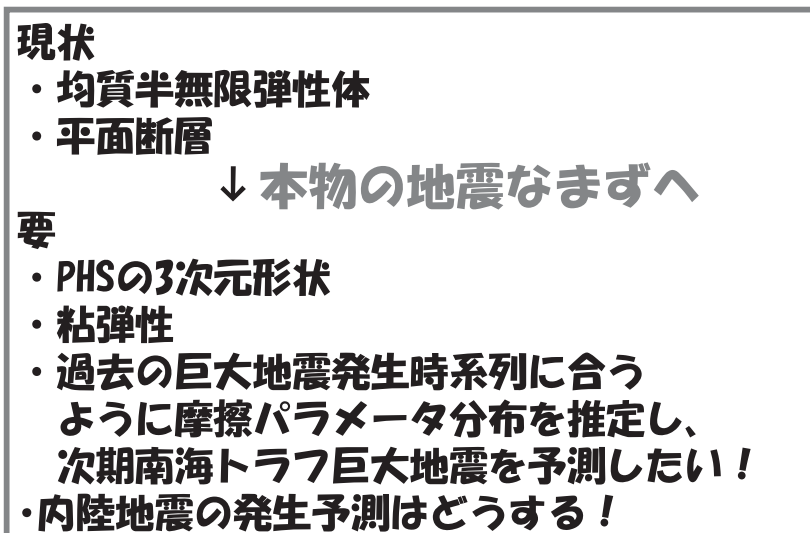 現状
・均質半無限弾性体
・平面断層
↓本物の地震なまずへ
要
・PHSの3次元形状
・粘弾性
・過去の巨大地震発生時系列に合う
ように摩擦パラメータ分布を推定し、
次期南海トラフ巨大地震を予測したい！
・内陸地震の発生予測はどうする！